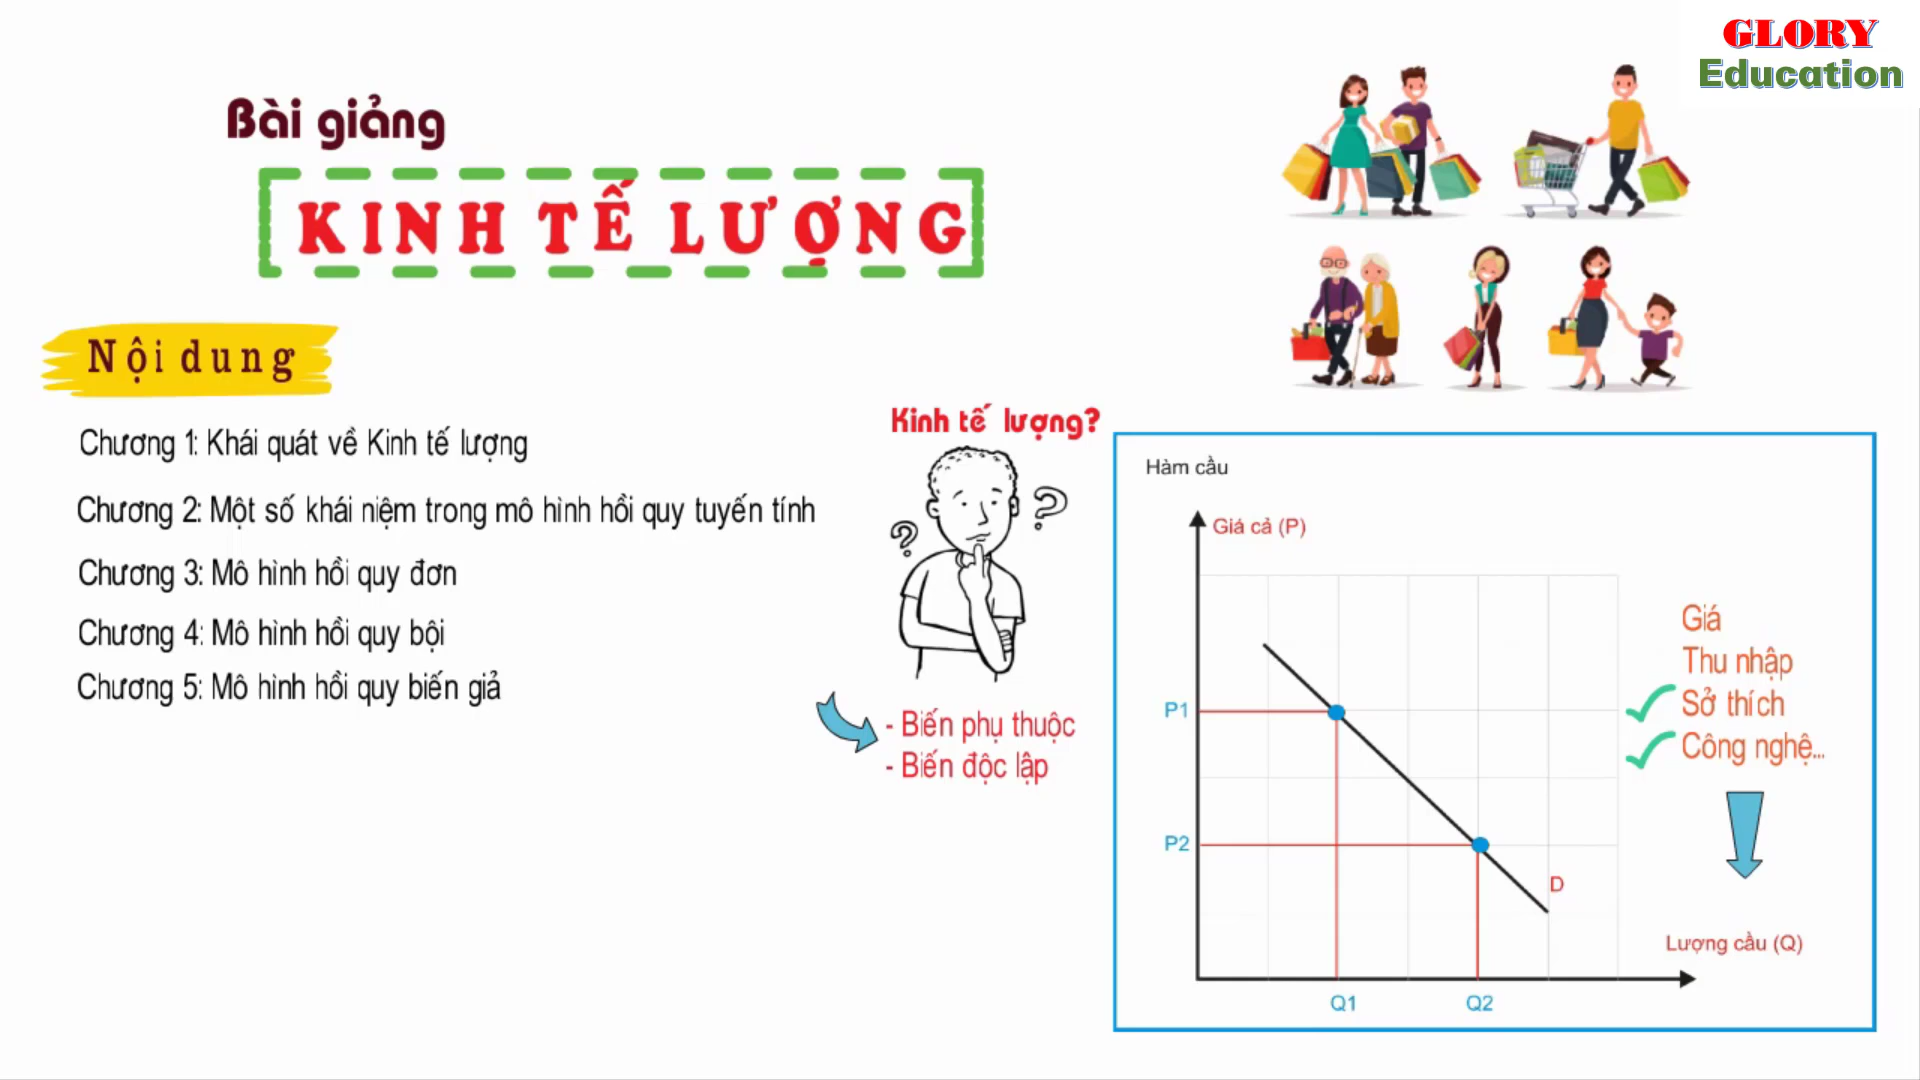 GLORY
Education
Bài giảng
KINH TẾ LƯỢNG
Nội dung
Chương 1: Khái quát về Kinh tế lượng
Chương 2: Một số khái niệm trong mô hình hồi quy tuyến tính
Chương 3: Mô hình hồi quy đơn
Chương 4: Mô hình hồi quy bội
Chương 5: Mô hình hồi quy biến giả
Kinh tế lượng?
?
?
- Biến phụ thuộc
- Biến độc lập
Hàm cầu
Giá cả (P)
P1
P2
D
Q1
Q2
Lượng cầu (Q)
Giá
Thu nhập
Sở thích
Công nghệ...